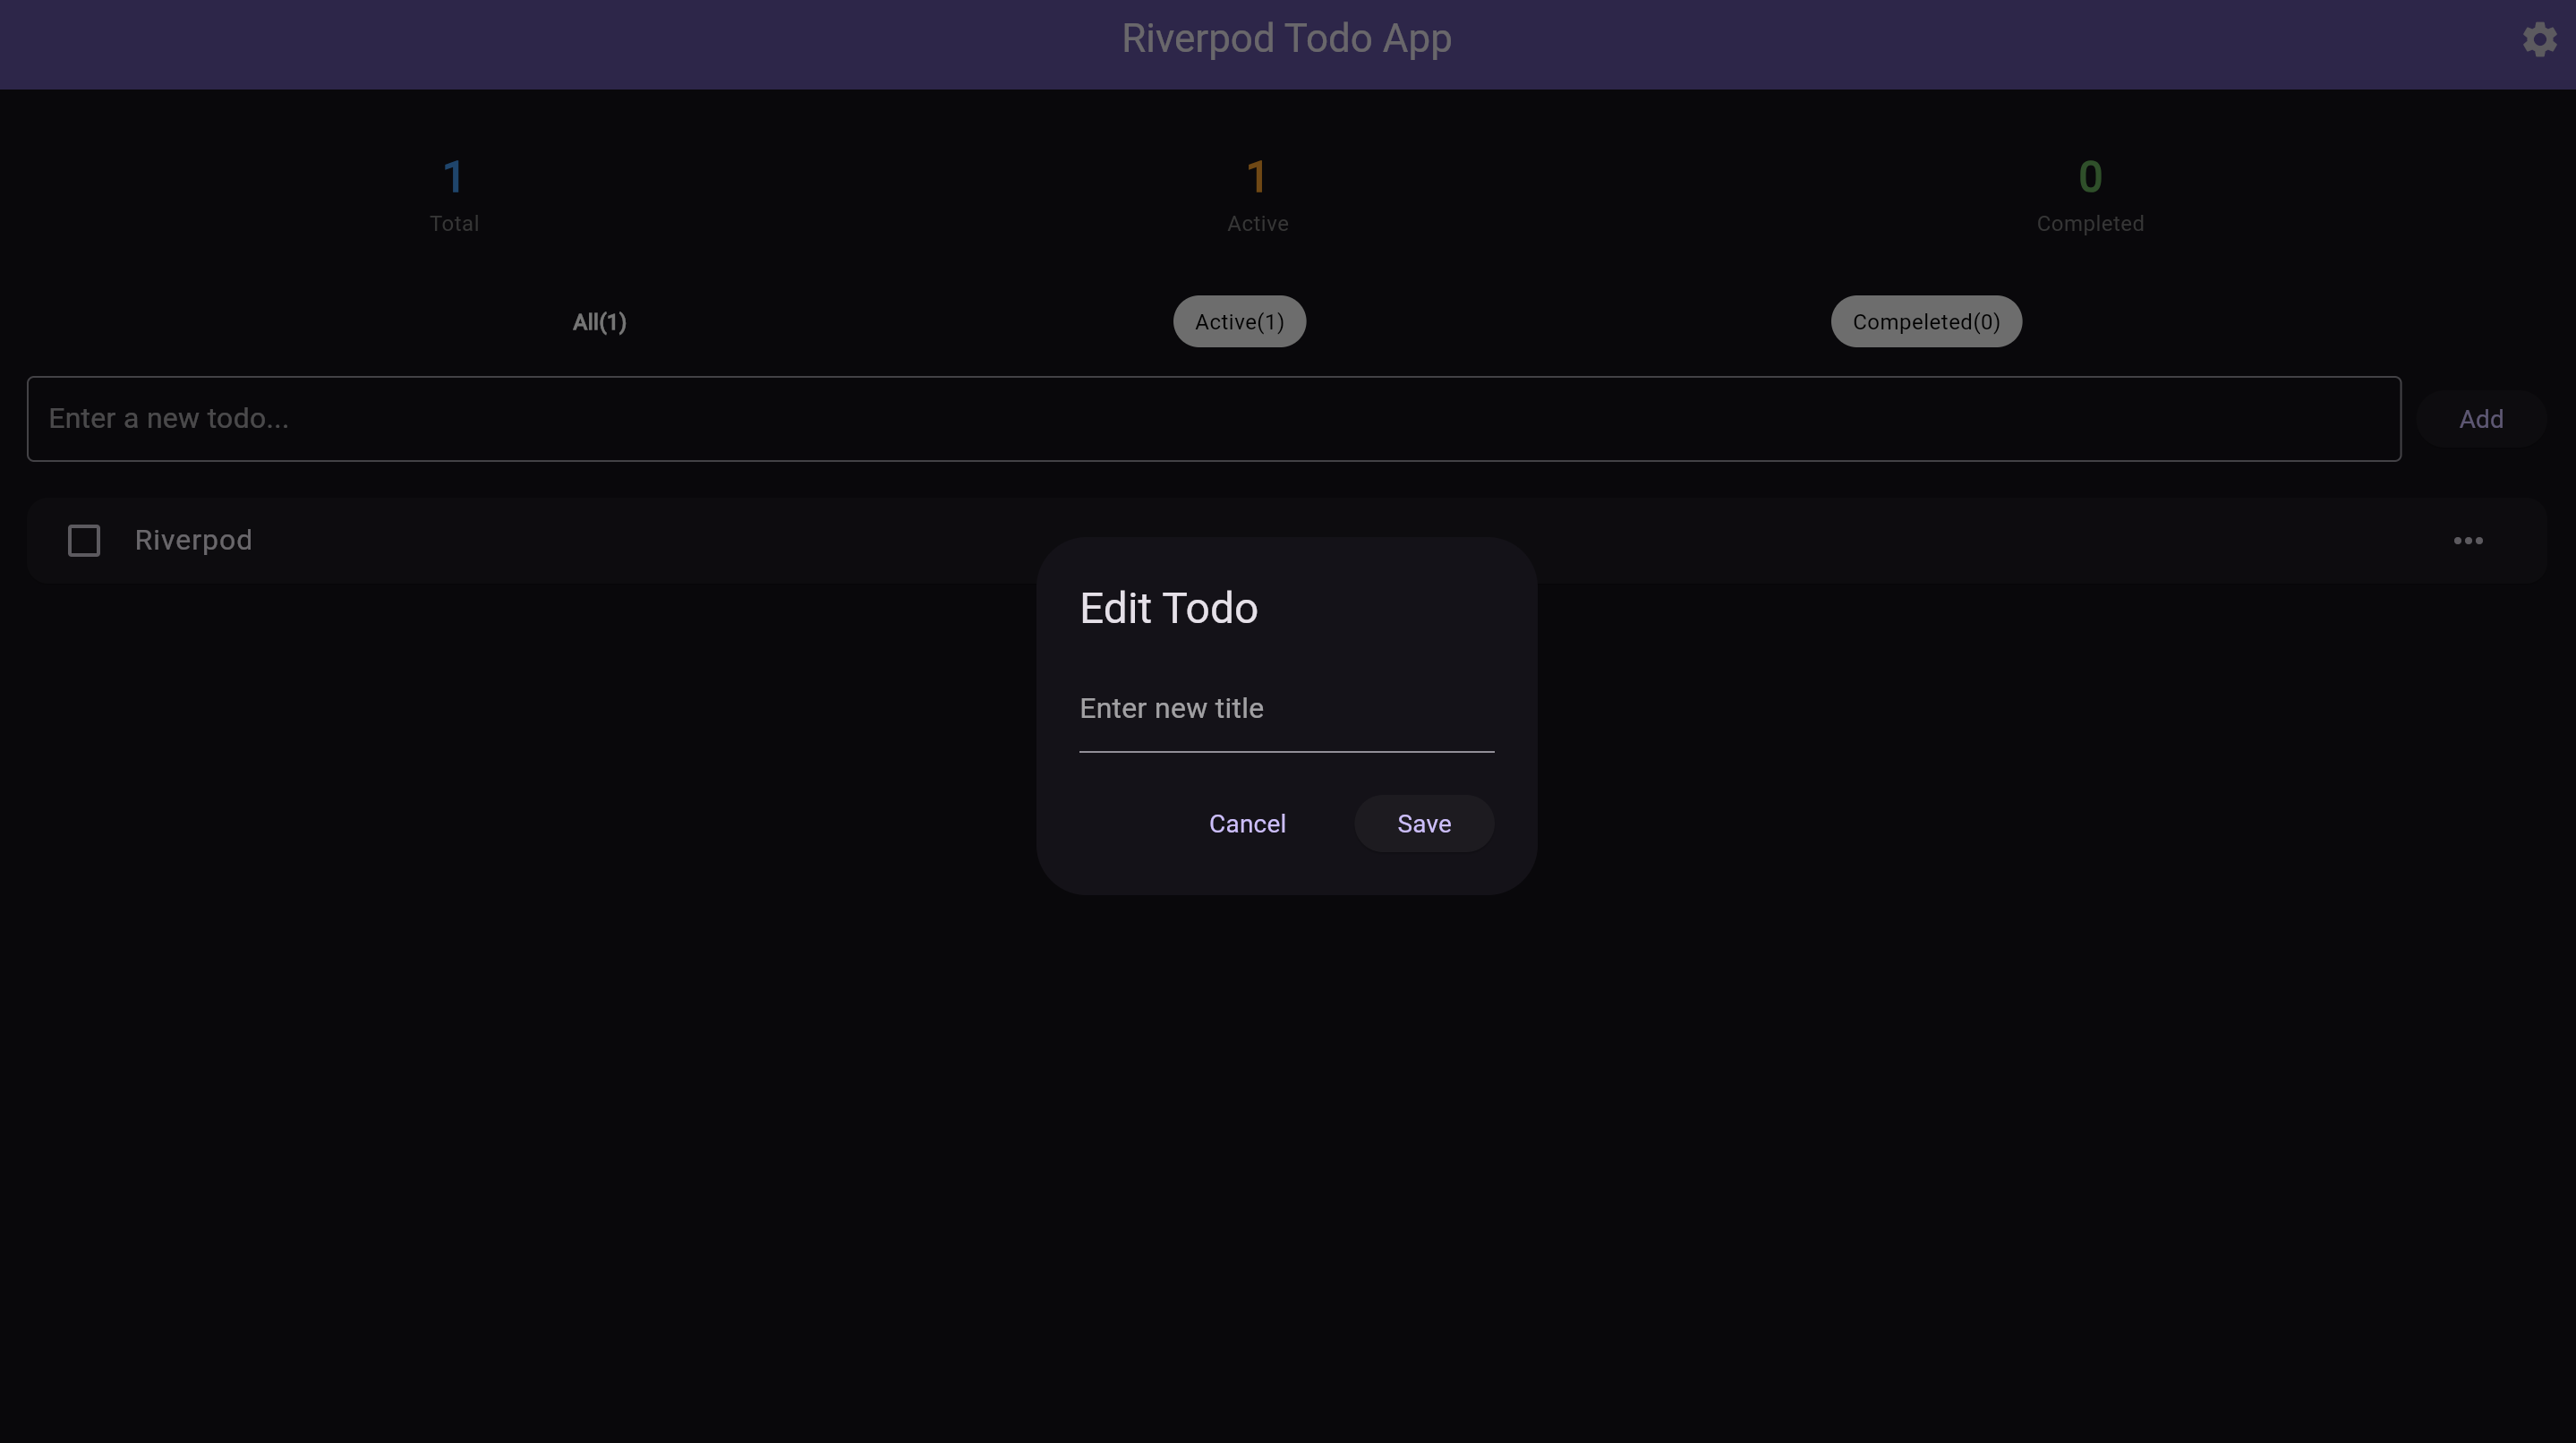 Riverpod Todo App
1
Total
1
Active
0
Completed
All(1)
Active(1)
Compeleted(0)
Enter a new todo...
Add
Riverpod
Edit Todo
Enter new title
Cancel
Save